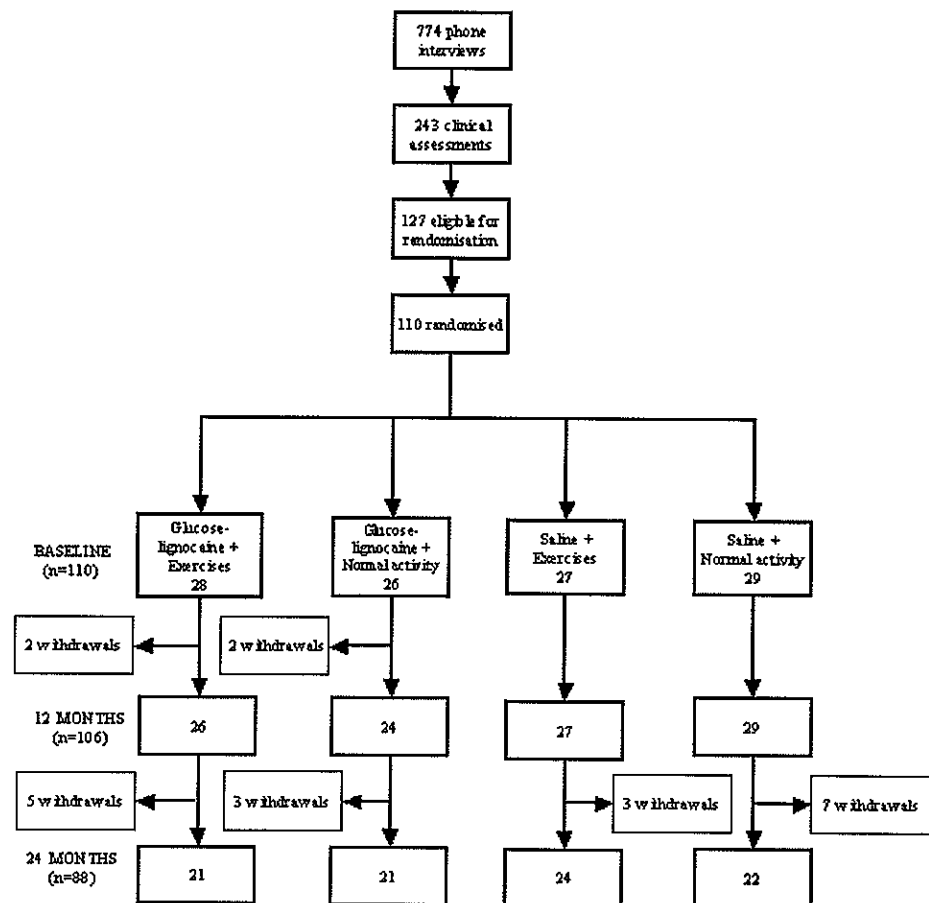 774 phone
interviews
243 clinical
assessments
127 eligible for
randomisation
110 randomised
BASELINE
(n=110)
Glucose-
lignocaine +
Exercises
28
Glucose-
lignocaine +
Normal activity
26
Saline +
Exercises
27
Saline +
Normal activity
29
2 withdrawals
2 withdrawals
12 MONTHS
(n=106)
26
24
27
29
5 withdrawals
3 withdrawals
3 withdrawals
7 withdrawals
24 MONTHS
(n=88)
21
21
24
22